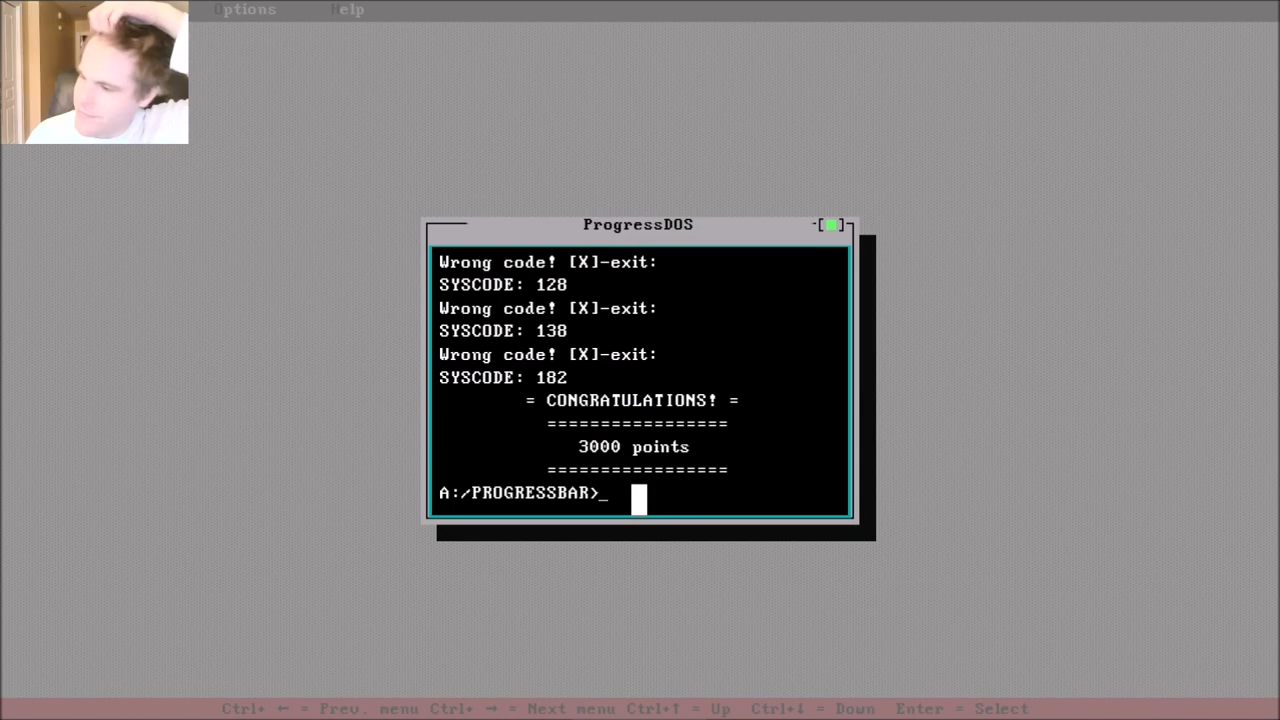 Options Help
ProgressDOS
Wrong code! [X]-exit:
SYSCODE: 128
Wrong code! [X]-exit:
SYSCODE: 138
Wrong code! [X]-exit:
SYSCODE: 182
= CONGRATULATIONS! =
=================
3000 points
=================
A:/PROGRESSBAR>_
Ctrl+ ← = Prev. menu Ctrl+ → = Next menu Ctrl+↑ = Up Ctrl+↓ = Down Enter = Select